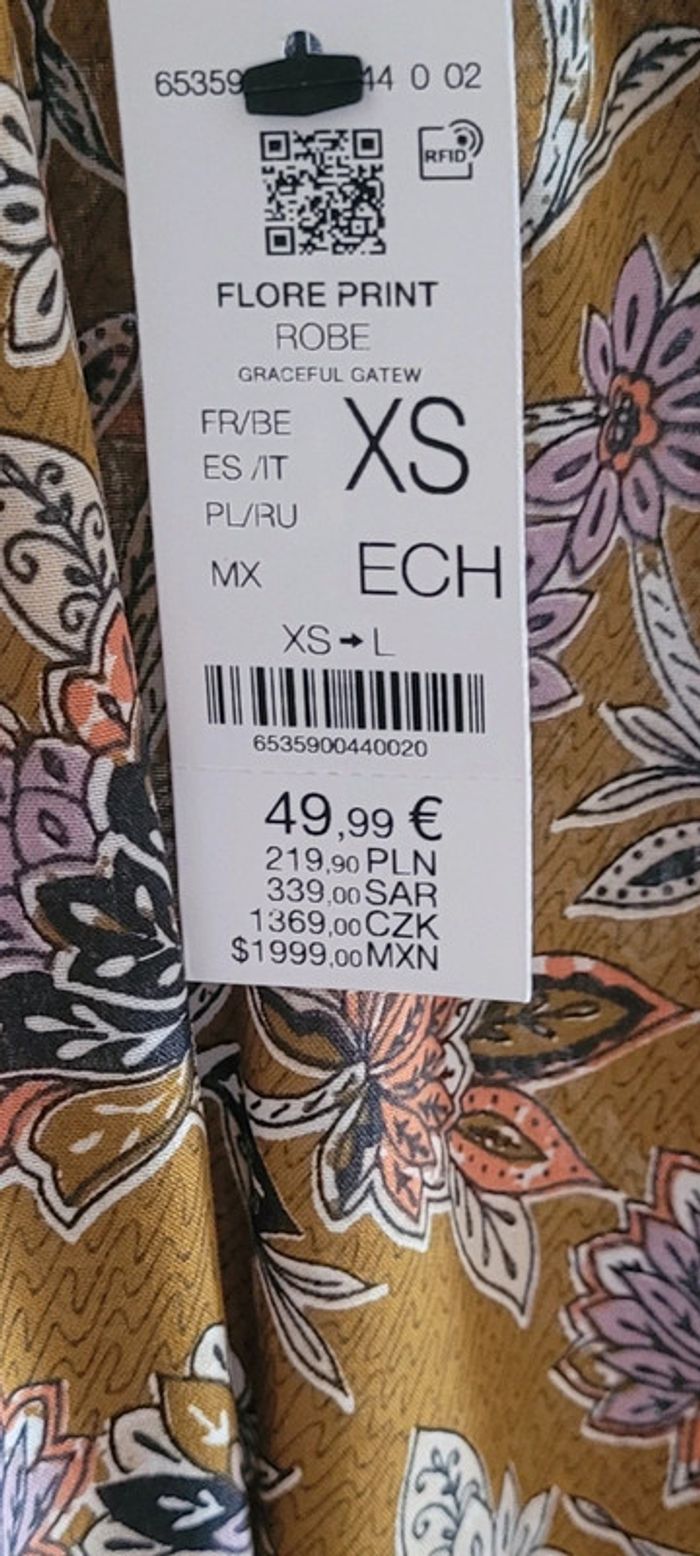 65359 44 0 02
RFID
FLORE PRINT
ROBE
GRACEFUL GATEW
FR/BE
ES /IT
PL/RU
XS
MX ECH
XS➞L
6535900440020
49,99 €
219,90 PLN
339,00 SAR
1369,00 CZK
$1999,00 MXN